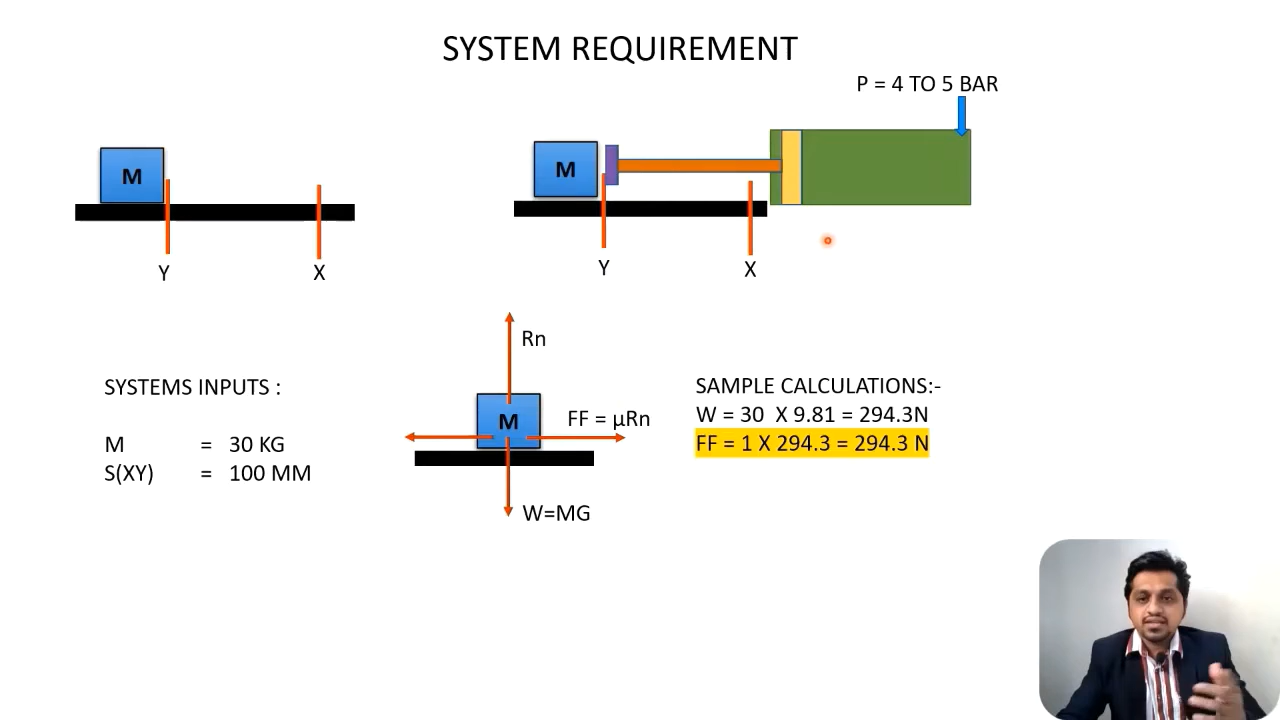 SYSTEM REQUIREMENT
P = 4 TO 5 BAR
M
M
Y
X
Y
X
Rn
SYSTEMS INPUTS :
M = 30 KG
S(XY) = 100 MM
M
FF = µRn
W=MG
SAMPLE CALCULATIONS:-
W = 30 X 9.81 = 294.3N
FF = 1 X 294.3 = 294.3 N